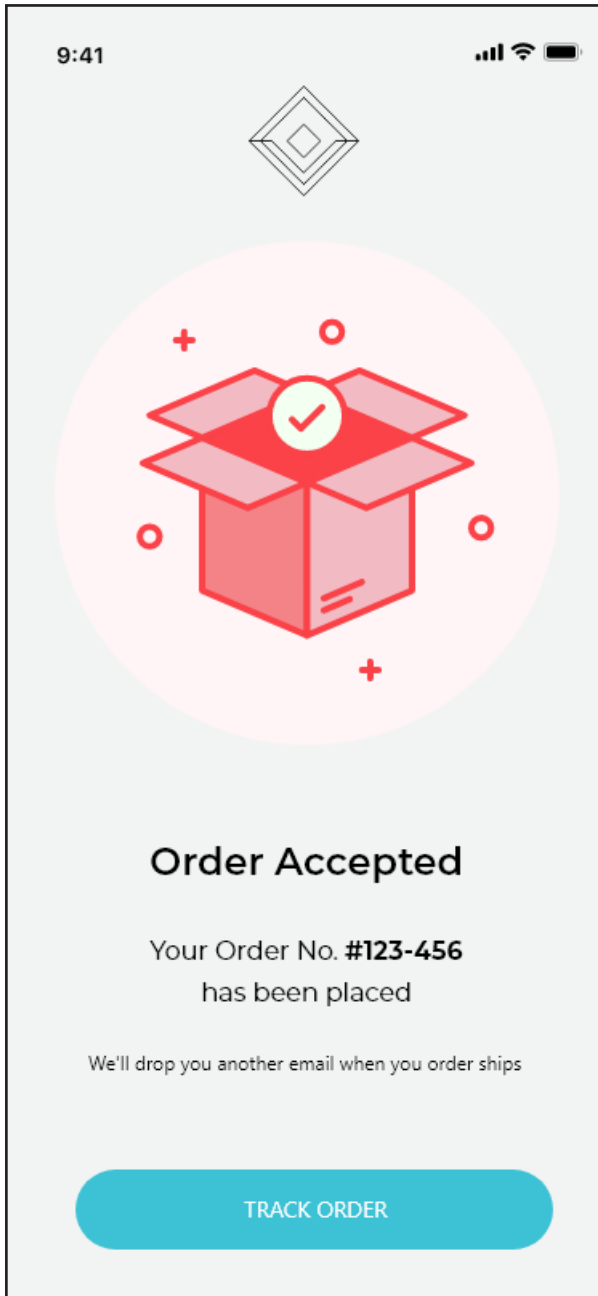 9:41
Order Accepted
Your Order No. #123-456
has been placed
We'll drop you another email when you order ships
TRACK ORDER